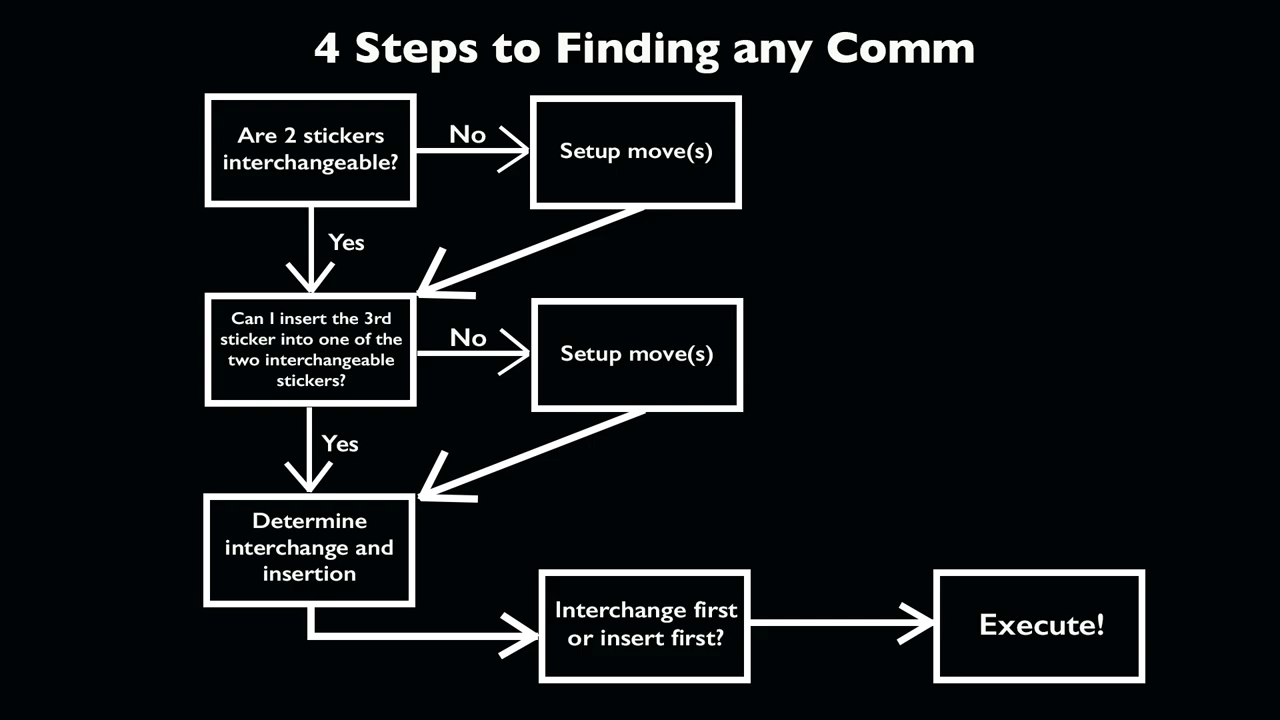 4 Steps to Finding any Comm
Are 2 stickers
interchangeable?
No
Setup move(s)
Yes
Can I insert the 3rd
sticker into one of the
two interchangeable
stickers?
No
Setup move(s)
Yes
Determine
interchange and
insertion
Interchange first
or insert first?
Execute!